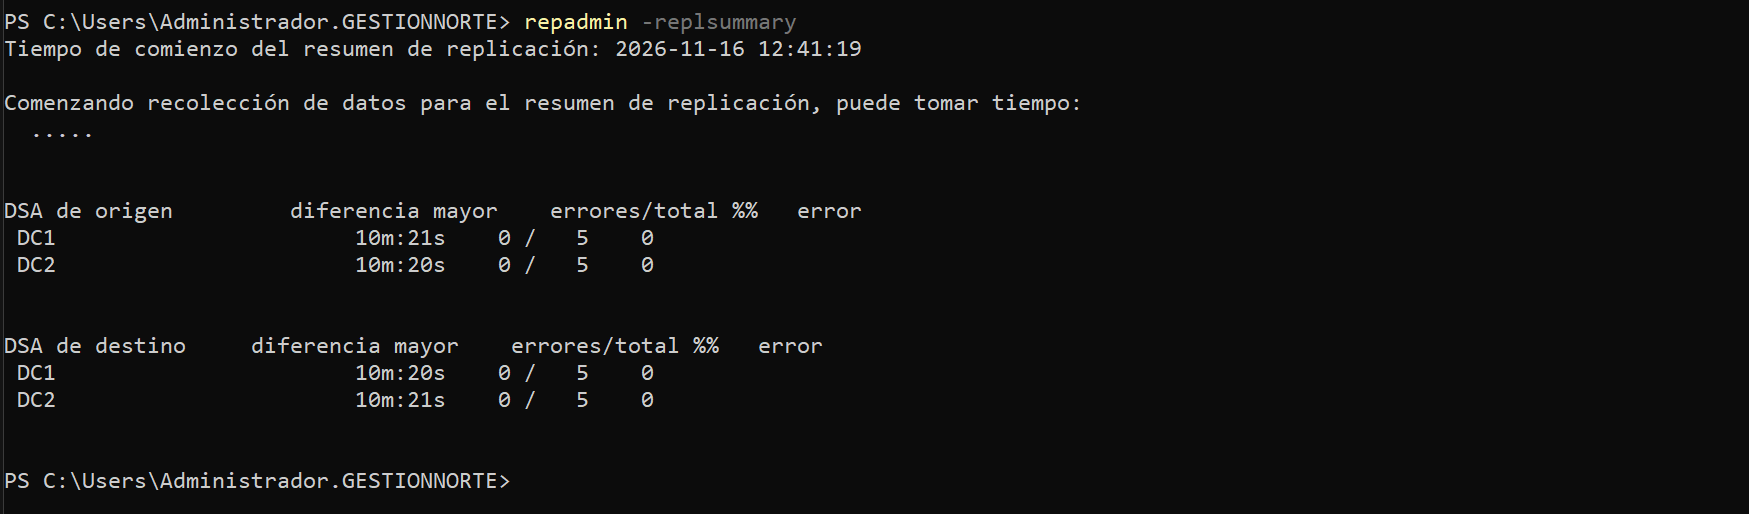 PS C:\Users\Administrador.GESTIONNORTE> repadmin -replsummary
Tiempo de comienzo del resumen de replicación: 2026-11-16 12:41:19
Comenzando recolección de datos para el resumen de replicación, puede tomar tiempo:
.....
DSA de origen         diferencia mayor    errores/total %%   error
DC1                       10m:21s    0 /   5    0
DC2                       10m:20s    0 /   5    0
DSA de destino     diferencia mayor    errores/total %%   error
DC1                       10m:20s    0 /   5    0
DC2                       10m:21s    0 /   5    0
PS C:\Users\Administrador.GESTIONNORTE>